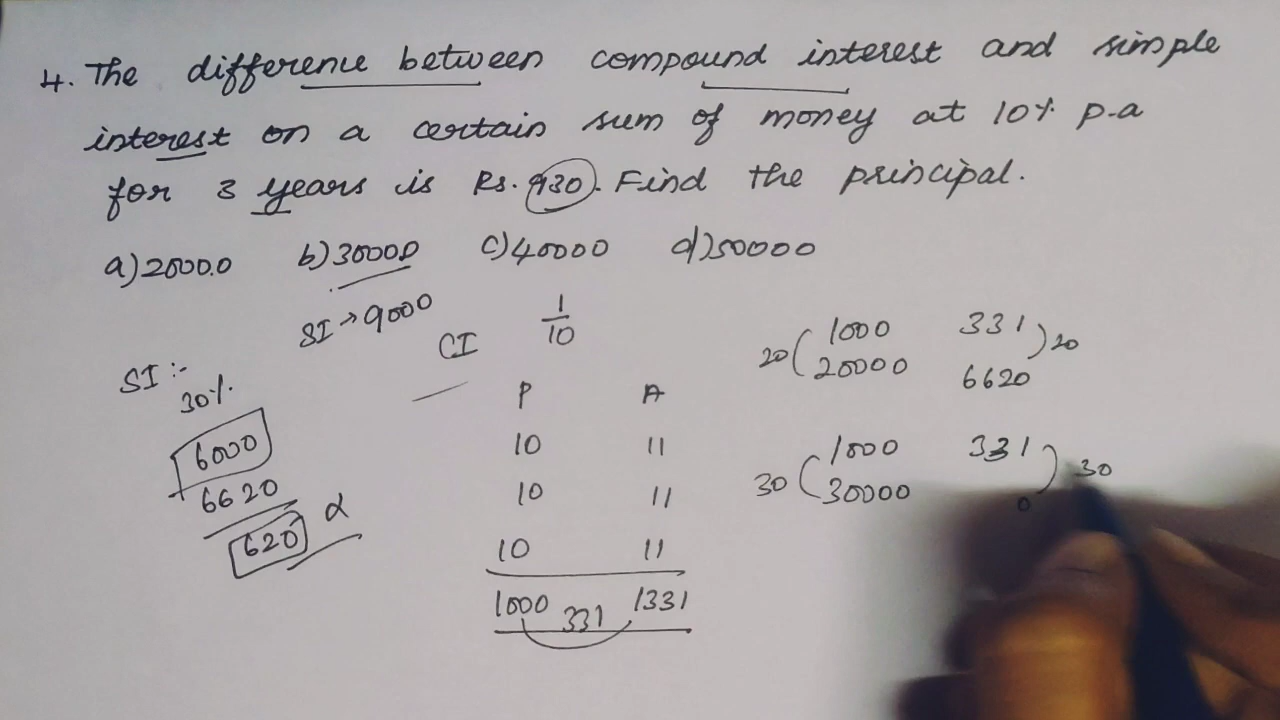 4. The difference between compound interest and simple
interest on a certain sum of money at 10% p.a
for 3 years is Rs. 930. Find the principal.
a) 20000 b) 30000 c) 40000 d) 50000
SI → 9000
SI :-
30%
6000
6620
620
CI 1/10
P A
10 11
10 11
10 11
1000 331 1331
20 ( 1000 331 ) 20
20000 6620
30 ( 1000 331 ) 30
30000 0